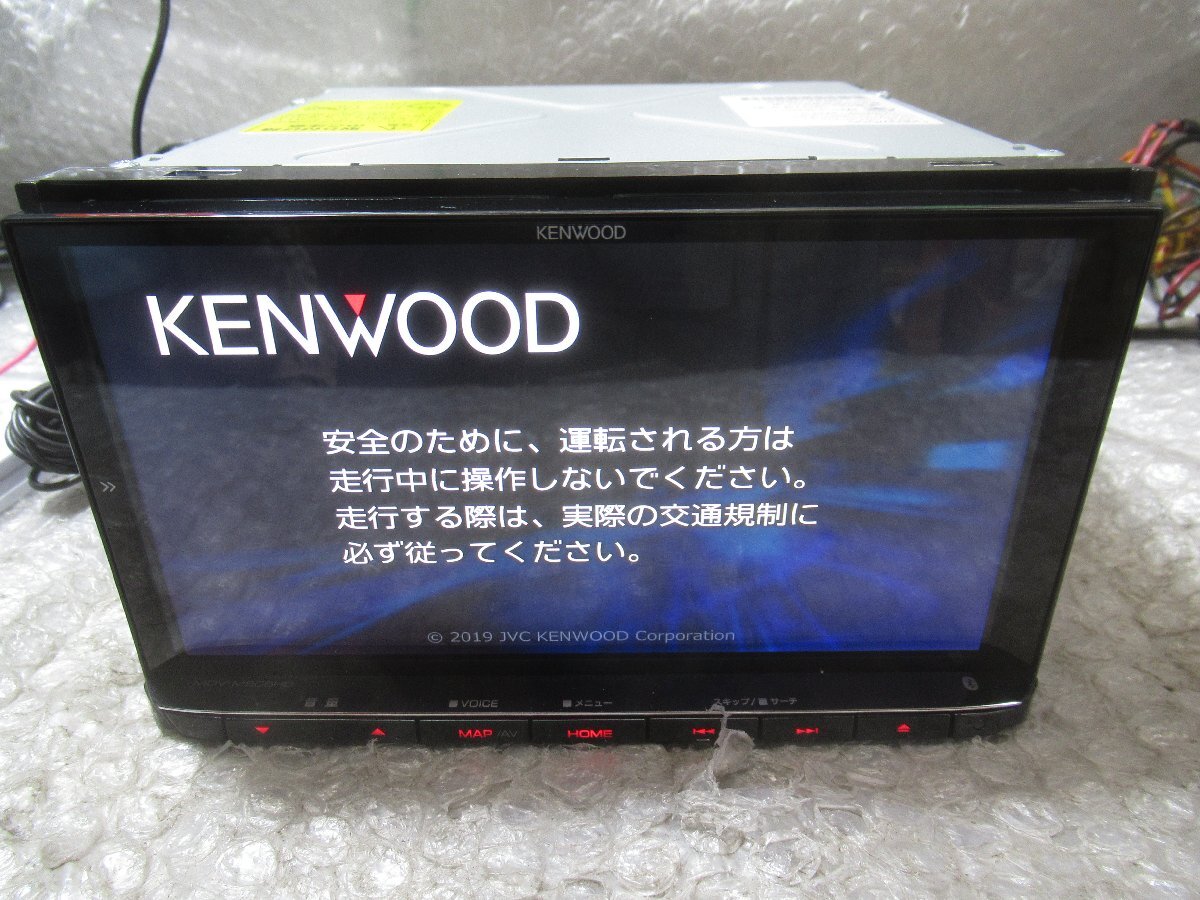 KENWOOD
KENWOOD
安全のために、運転される方は
走行中に操作しないでください。
走行する際は、実際の交通規制に
必ず従ってください。
© 2019 JVC KENWOOD Corporation
音量 ■ VOICE ■ メニュー スキップ/■ サーチ
MAP/AV HOME